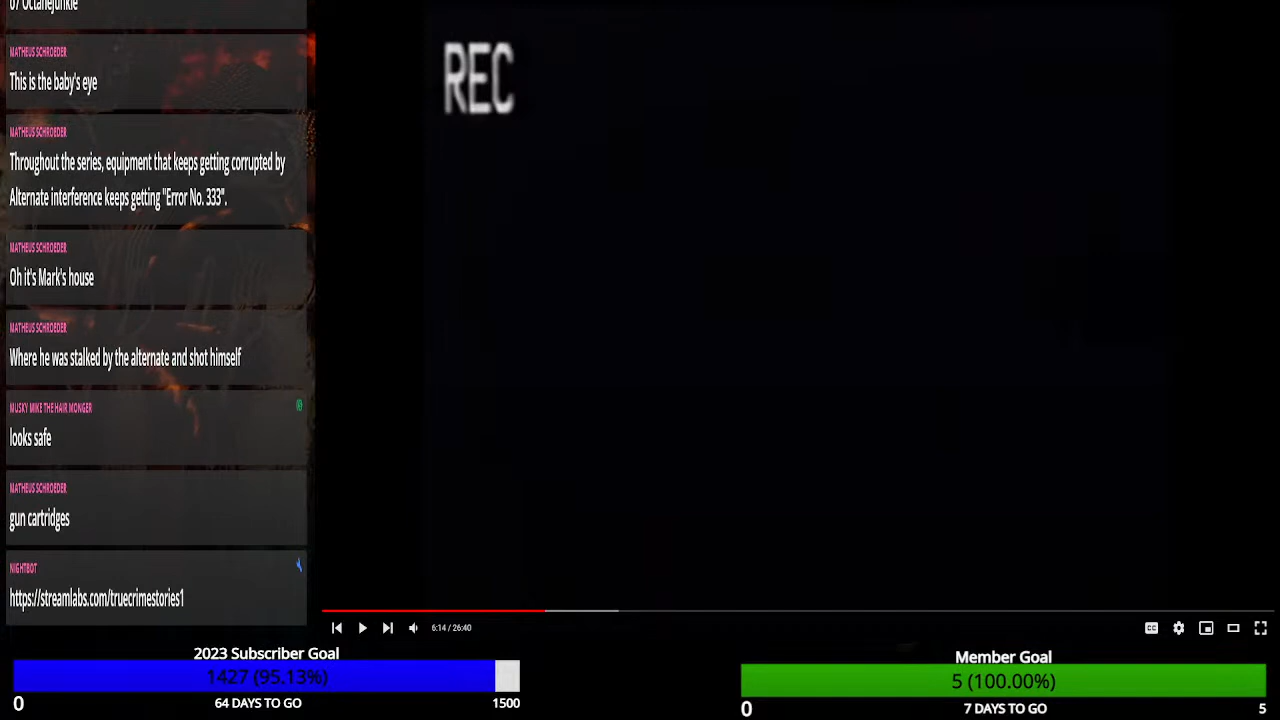 07 Octanejunkie
MATHEUS SCHROEDER
This is the baby's eye
MATHEUS SCHROEDER
Throughout the series, equipment that keeps getting corrupted by
Alternate interference keeps getting "Error No. 333".
MATHEUS SCHROEDER
Oh it's Mark's house
MATHEUS SCHROEDER
Where he was stalked by the alternate and shot himself
MUSKY MIKE THE HAIR MONGER
looks safe
MATHEUS SCHROEDER
gun cartridges
NIGHTBOT
https://streamlabs.com/truecrimestories1
REC
6:14 / 26:40
CC
2023 Subscriber Goal
1427 (95.13%)
0
64 DAYS TO GO
1500
Member Goal
5 (100.00%)
0
7 DAYS TO GO
5